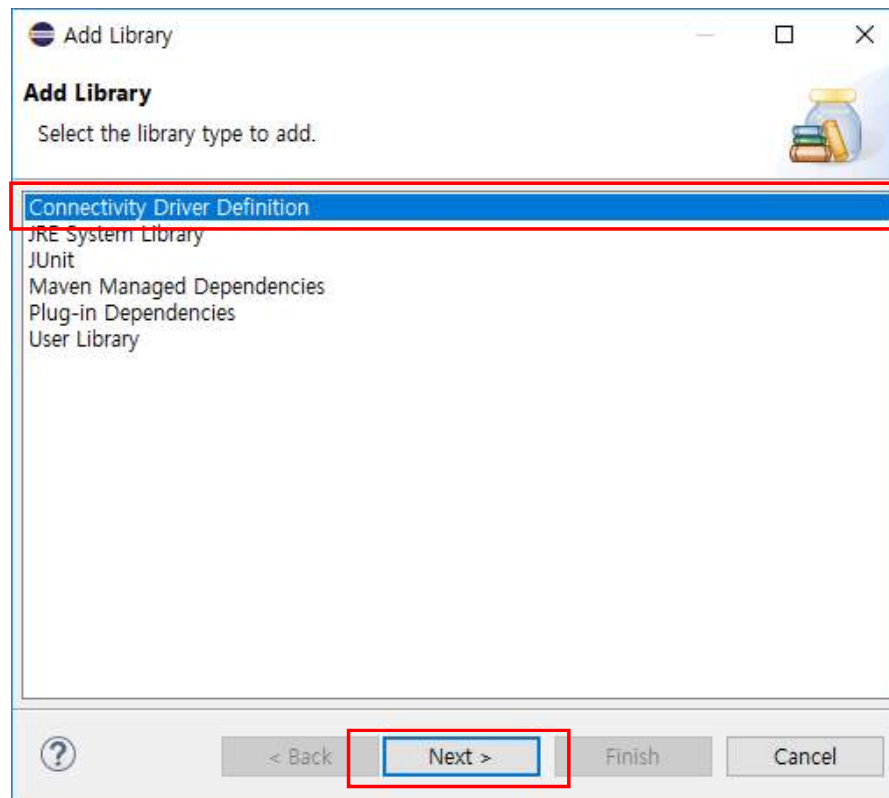 Add Library
Add Library
Select the library type to add.
Connectivity Driver Definition
JRE System Library
JUnit
Maven Managed Dependencies
Plug-in Dependencies
User Library
?
< Back
Next >
Finish
Cancel